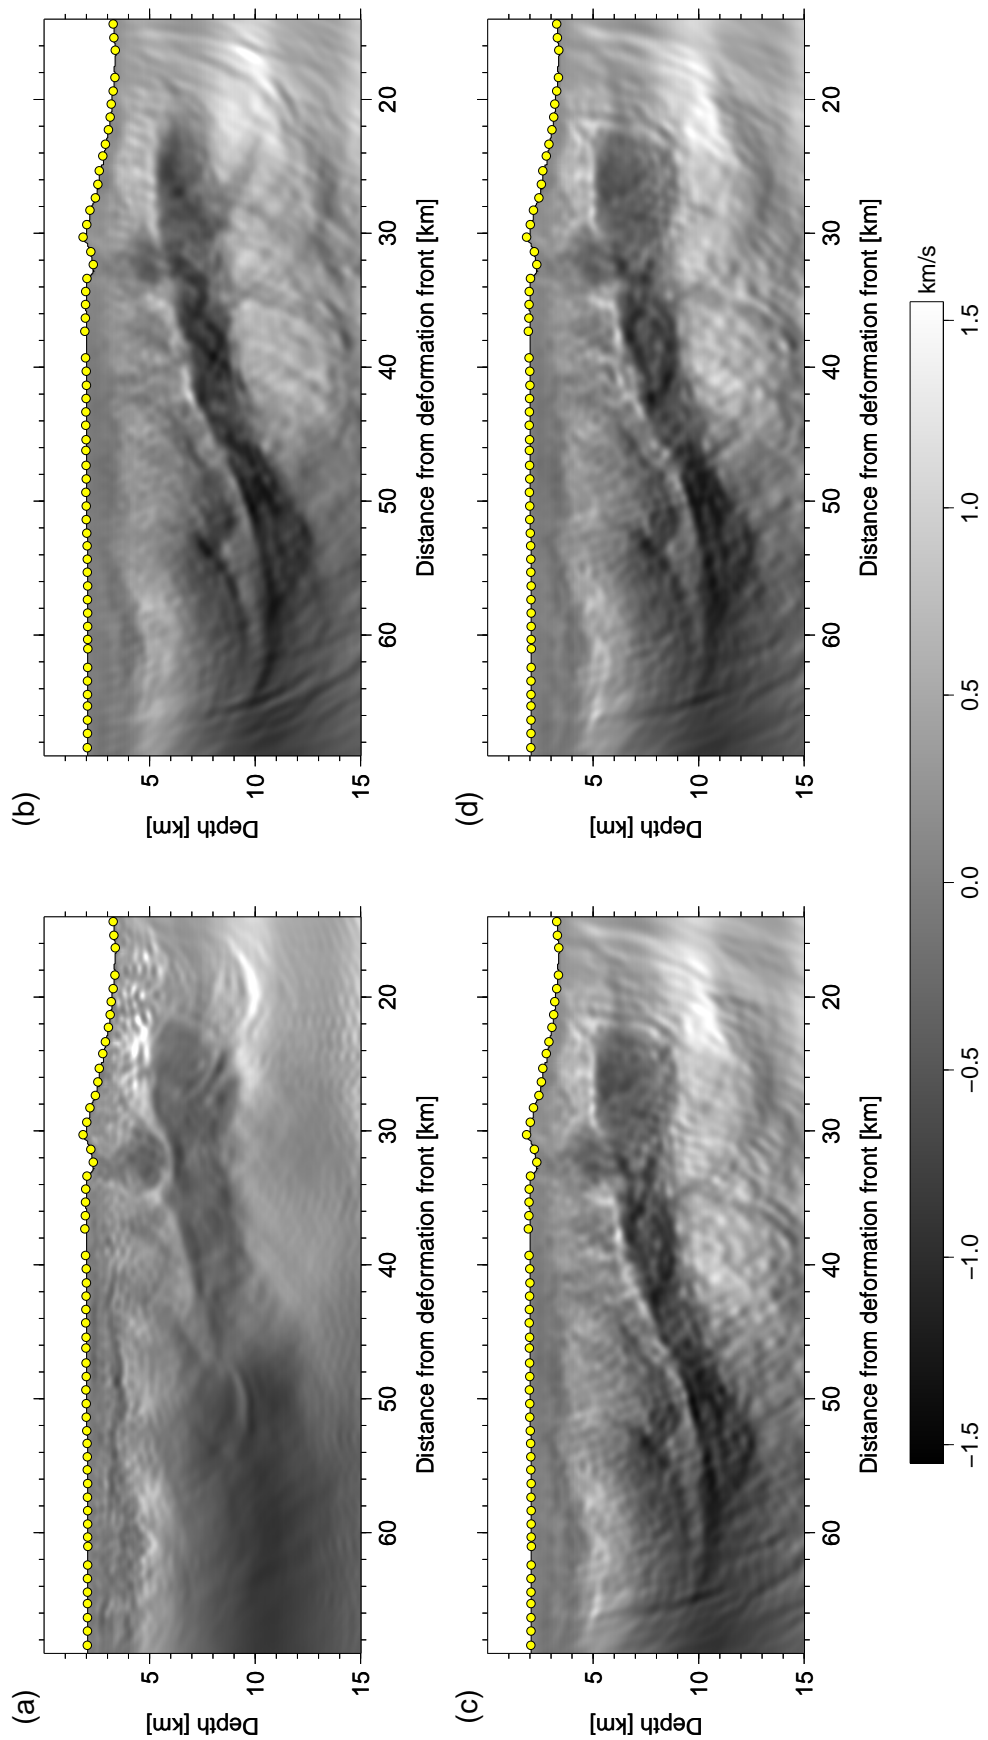 (a)
Depth [km]
5
10
15
60 50 40 30 20
Distance from deformation front [km]
(b)
Depth [km]
5
10
15
60 50 40 30 20
Distance from deformation front [km]
(c)
Depth [km]
5
10
15
60 50 40 30 20
Distance from deformation front [km]
(d)
Depth [km]
5
10
15
60 50 40 30 20
Distance from deformation front [km]
km/s
−1.5 −1.0 −0.5 0.0 0.5 1.0 1.5